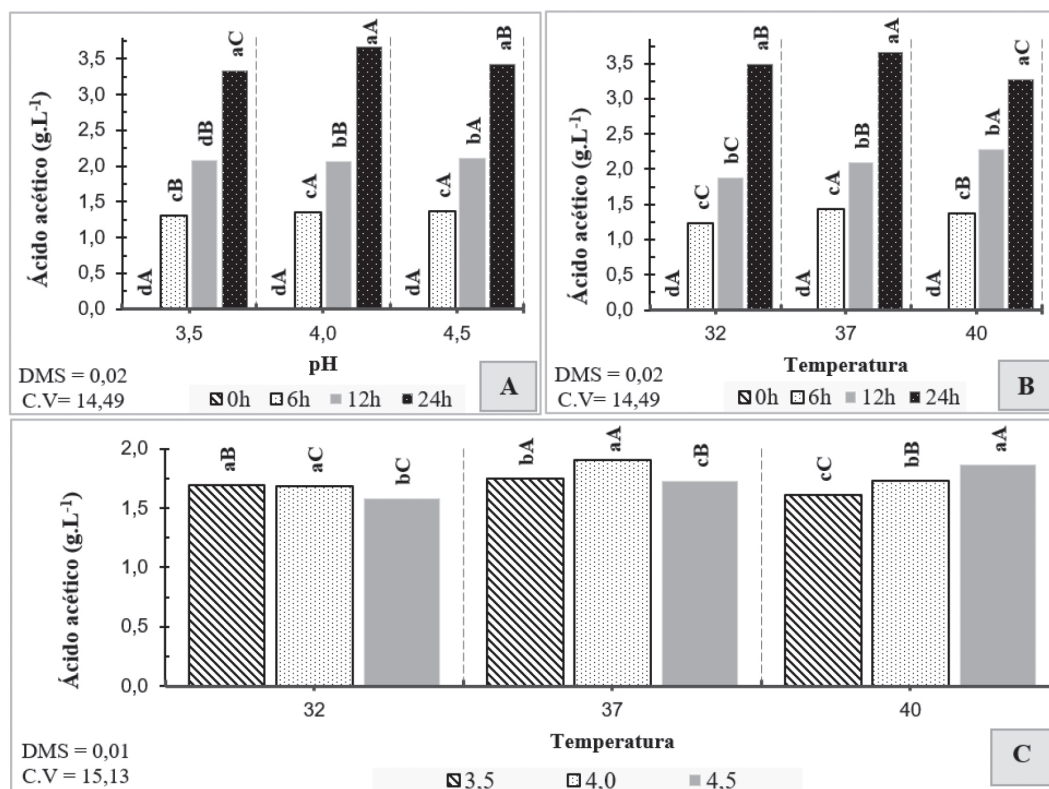 Ácido acético (g.L⁻¹)
3,5
3,0
2,5
2,0
1,5
1,0
0,5
0,0
dA cB dB aC
dA cA bB aA
dA cA bA aB
3,5 4,0 4,5
pH
DMS = 0,02
C.V= 14,49
0h 6h 12h 24h
A
Ácido acético (g.L⁻¹)
3,5
3,0
2,5
2,0
1,5
1,0
0,5
0,0
dA cC bC aB
dA cA bB aA
dA cB bA aC
32 37 40
Temperatura
DMS = 0,02
C.V= 14,49
0h 6h 12h 24h
B
Ácido acético (g.L⁻¹)
2,0
1,5
1,0
0,5
0,0
aB aC bC
bA aA cB
cC bB aA
32 37 40
Temperatura
DMS = 0,01
C.V = 15,13
3,5 4,0 4,5
C